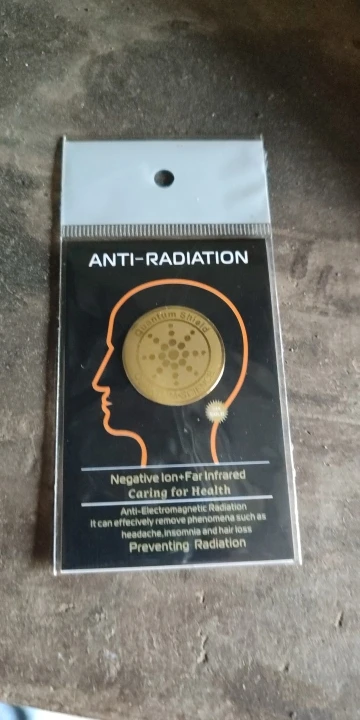 ANTI-RADIATION
Quantum Shield
Negative Ion+Far Infrared
Caring for Health
Anti-Electromagnetic Radiation
It can effecively remove phenomena such as
headache,insomnia and hair loss
Preventing Radiation